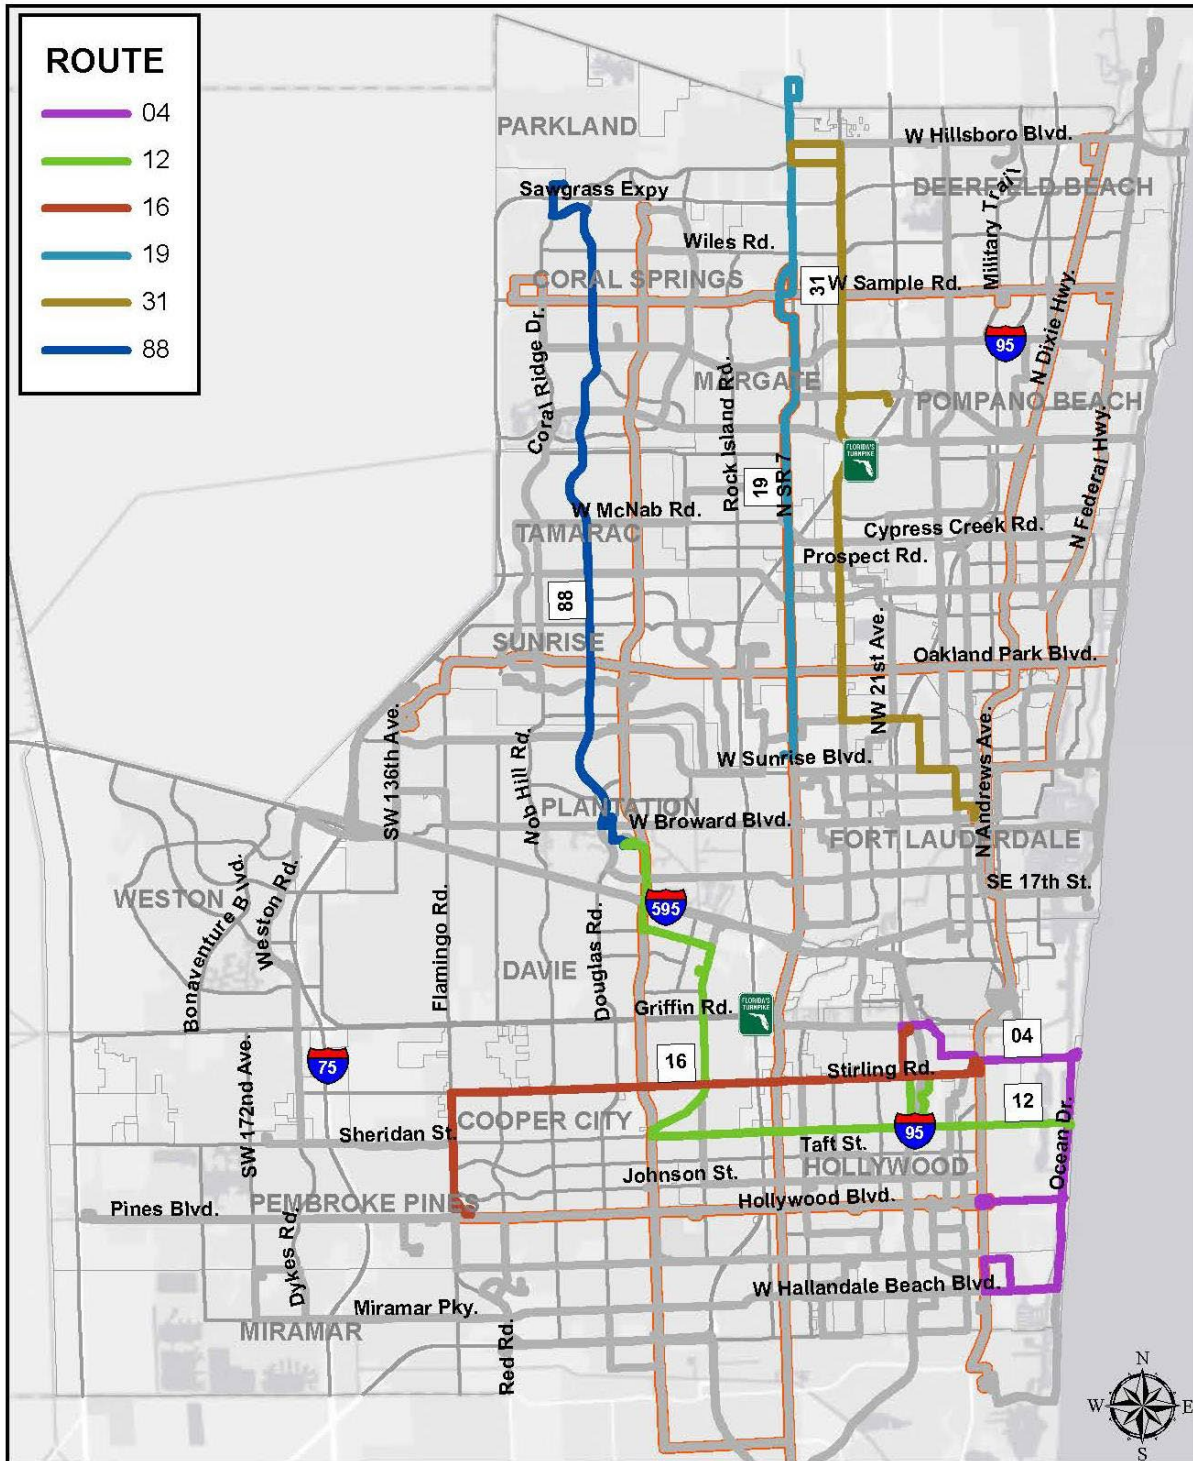 ROUTE
04
12
16
19
31
88
PARKLAND
W Hillsboro Blvd.
Sawgrass Expy
DEERFIELD BEACH
Military Trail
Wiles Rd.
CORAL SPRINGS
31
W Sample Rd.
95
N Dixie Hwy.
Coral Ridge Dr.
MARGATE
Rock Island Rd.
POMPANO BEACH
FLORIDA'S
TURNPIKE
N Federal Hwy.
19
N SR 7
W McNab Rd.
TAMARAC
Cypress Creek Rd.
Prospect Rd.
88
SUNRISE
NW 21st Ave.
Oakland Park Blvd.
SW 136th Ave.
Nob Hill Rd.
W Sunrise Blvd.
N Andrews Ave.
PLANTATION
W Broward Blvd.
FORT LAUDERDALE
SE 17th St.
WESTON
Bonaventure Blvd.
Weston Rd.
595
Flamingo Rd.
DAVIE
Douglas Rd.
Griffin Rd.
FLORIDA'S
TURNPIKE
04
16
75
Stirling Rd.
SW 172nd Ave.
12
COOPER CITY
95
Sheridan St.
Taft St.
Ocean Dr.
HOLLYWOOD
Johnson St.
PEMBROKE PINES
Hollywood Blvd.
Pines Blvd.
Dykes Rd.
W Hallandale Beach Blvd.
Miramar Pky.
MIRAMAR
Red Rd.
N
W
E
S